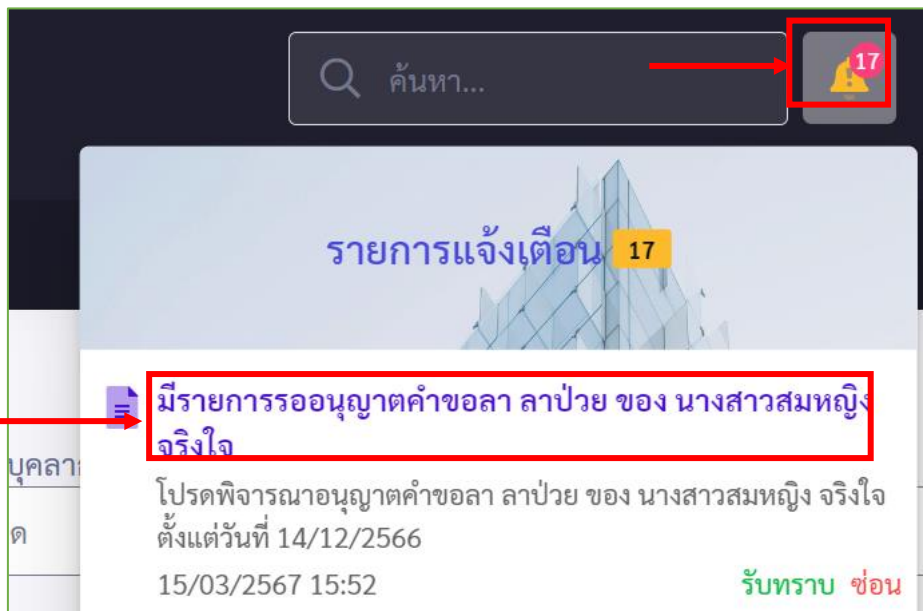 ค้นหา...
17
รายการแจ้งเตือน 17
มีรายการรออนุญาตคำขอลา ลาป่วย ของ นางสาวสมหญิง
จริงใจ
โปรดพิจารณาอนุญาตคำขอลา ลาป่วย ของ นางสาวสมหญิง จริงใจ
ตั้งแต่วันที่ 14/12/2566
15/03/2567 15:52
รับทราบ ซ่อน